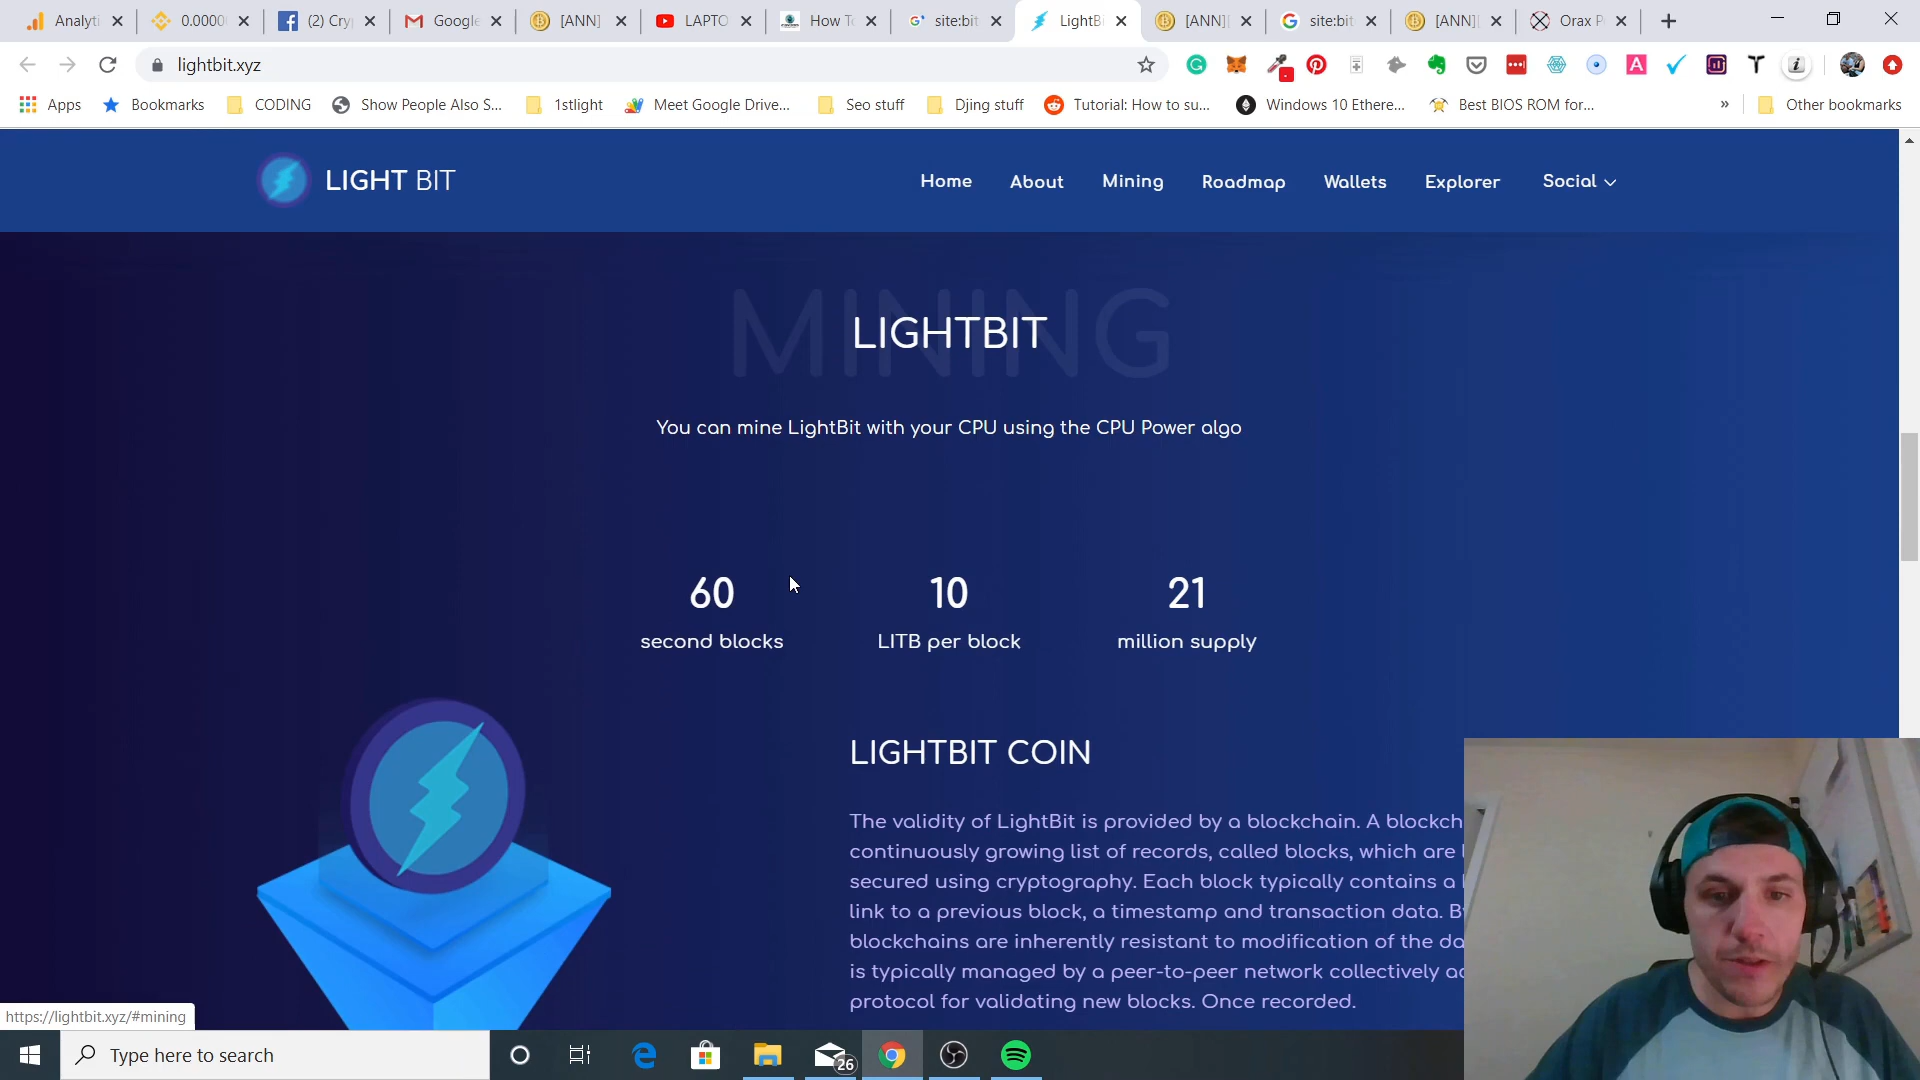 Analyti
0.0000
(2) Cry
Google
[ANN]
LAPTO
How To
site:bit
LightBi
[ANN][
site:bit
[ANN][
Orax P
lightbit.xyz
Apps
Bookmarks
CODING
Show People Also S...
1stlight
Meet Google Drive...
Seo stuff
Djing stuff
Tutorial: How to su...
Windows 10 Ethere...
Best BIOS ROM for...
»
Other bookmarks
LIGHT BIT
Home
About
Mining
Roadmap
Wallets
Explorer
Social
MINING
LIGHTBIT
You can mine LightBit with your CPU using the CPU Power algo
60
second blocks
10
LITB per block
21
million supply
LIGHTBIT COIN
The validity of LightBit is provided by a blockchain. A blockch
continuously growing list of records, called blocks, which are
secured using cryptography. Each block typically contains a
link to a previous block, a timestamp and transaction data. B
blockchains are inherently resistant to modification of the da
is typically managed by a peer-to-peer network collectively a
protocol for validating new blocks. Once recorded.
https://lightbit.xyz/#mining
Type here to search
26